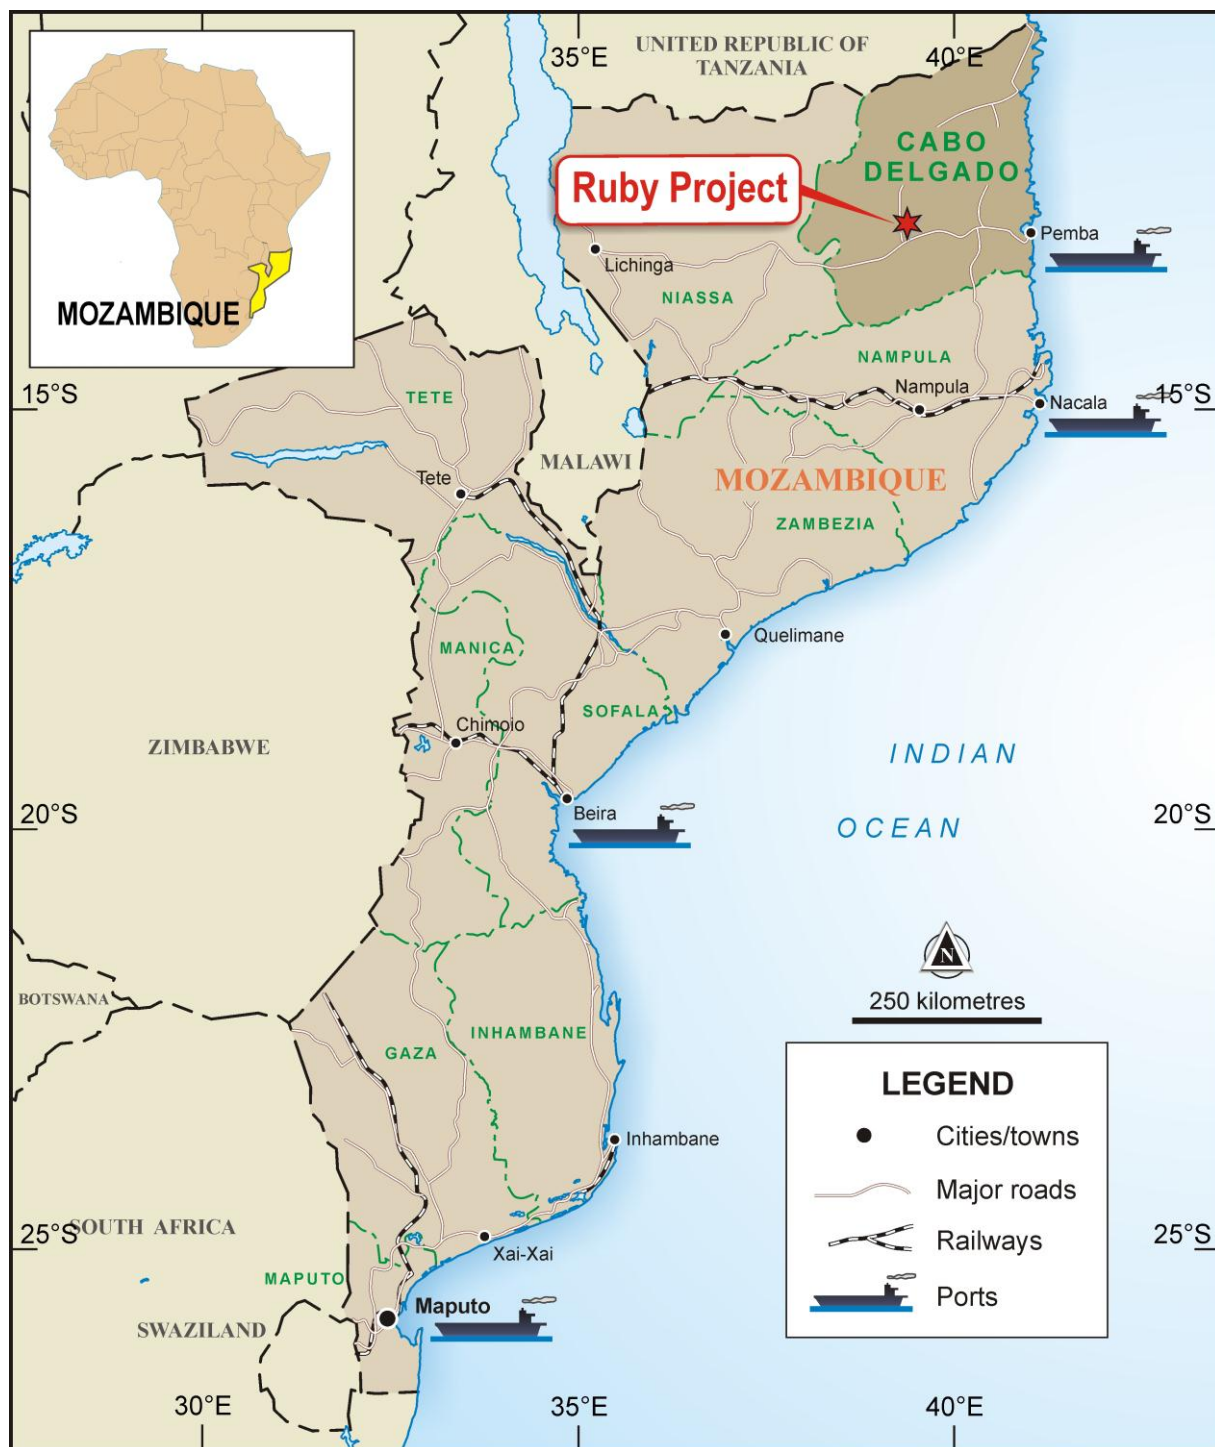 35°E
40°E
UNITED REPUBLIC OF
TANZANIA
MOZAMBIQUE
CABO
DELGADO
Ruby Project
Pemba
Lichinga
NIASSA
NAMPULA
15°S
TETE
Nampula
Nacala
15°S
MALAWI
Tete
MOZAMBIQUE
ZAMBEZIA
Quelimane
MANICA
SOFALA
Chimoio
ZIMBABWE
INDIAN
OCEAN
Beira
20°S
20°S
N
250 kilometres
BOTSWANA
GAZA
INHAMBANE
LEGEND
Cities/towns
Major roads
Railways
Ports
Inhambane
SOUTH AFRICA
25°S
25°S
Xai-Xai
MAPUTO
Maputo
SWAZILAND
30°E
35°E
40°E